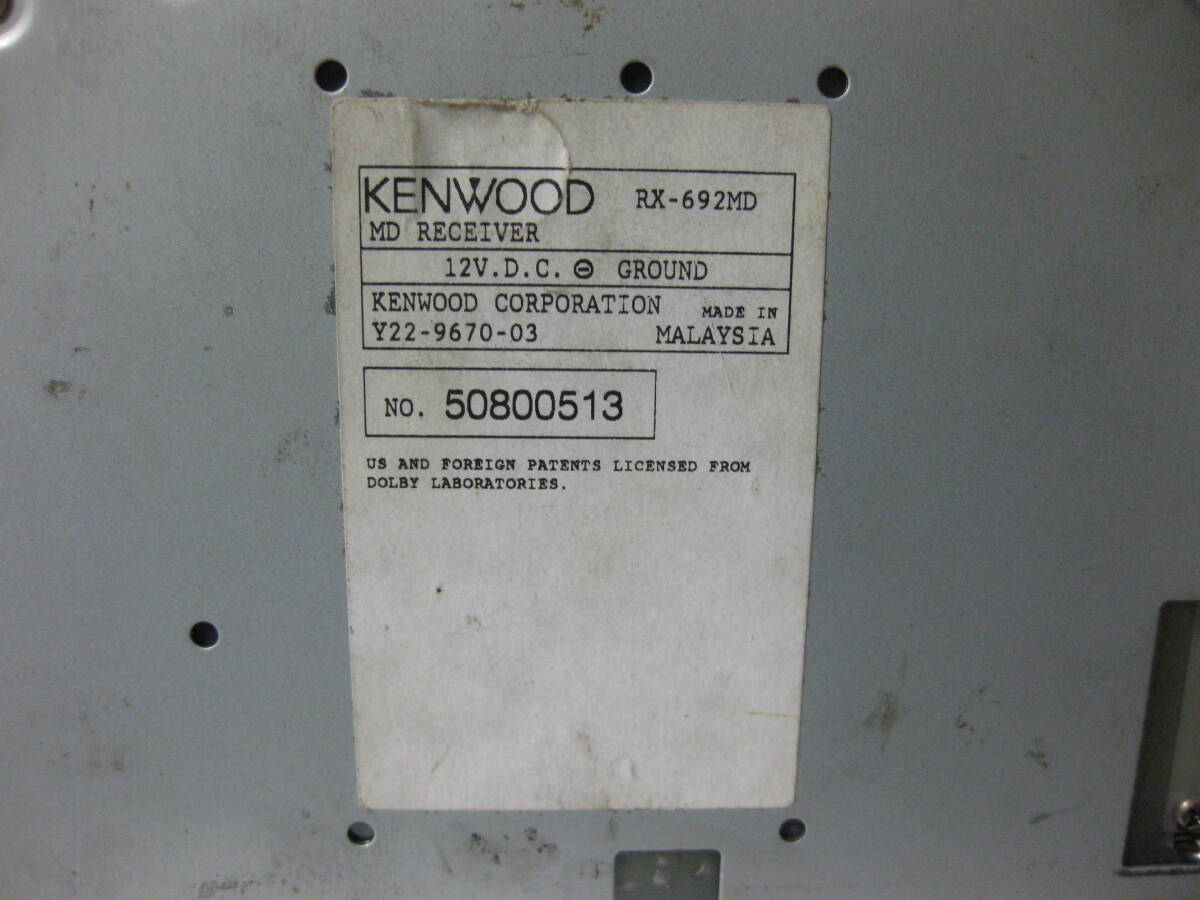 KENWOOD RX-692MD
MD RECEIVER
12V.D.C. ⊖ GROUND
KENWOOD CORPORATION MADE IN
Y22-9670-03 MALAYSIA
NO. 50800513
US AND FOREIGN PATENTS LICENSED FROM
DOLBY LABORATORIES.